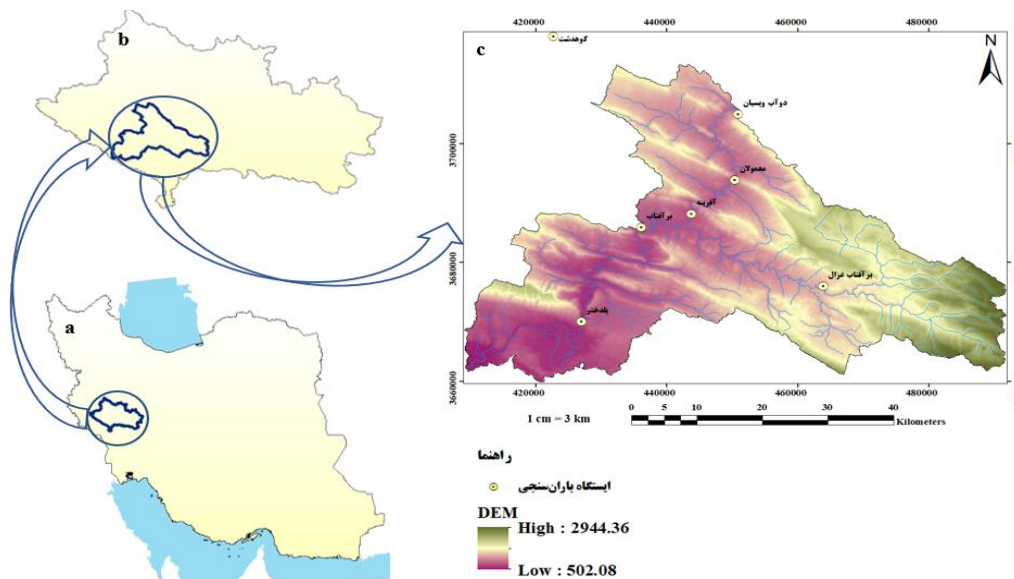 b
a
c
420000
440000
460000
480000
N
3700000
3680000
3660000
کوهدشت
دوآب ویسیان
معمولان
آفرینه
برآفتاب
برآفتاب غزال
پلدختر
420000
440000
460000
480000
1 cm = 3 km
0 5 10 20 30 40
Kilometers
راهنما
ایستگاه باران‌سنجی
DEM
High : 2944.36
Low : 502.08